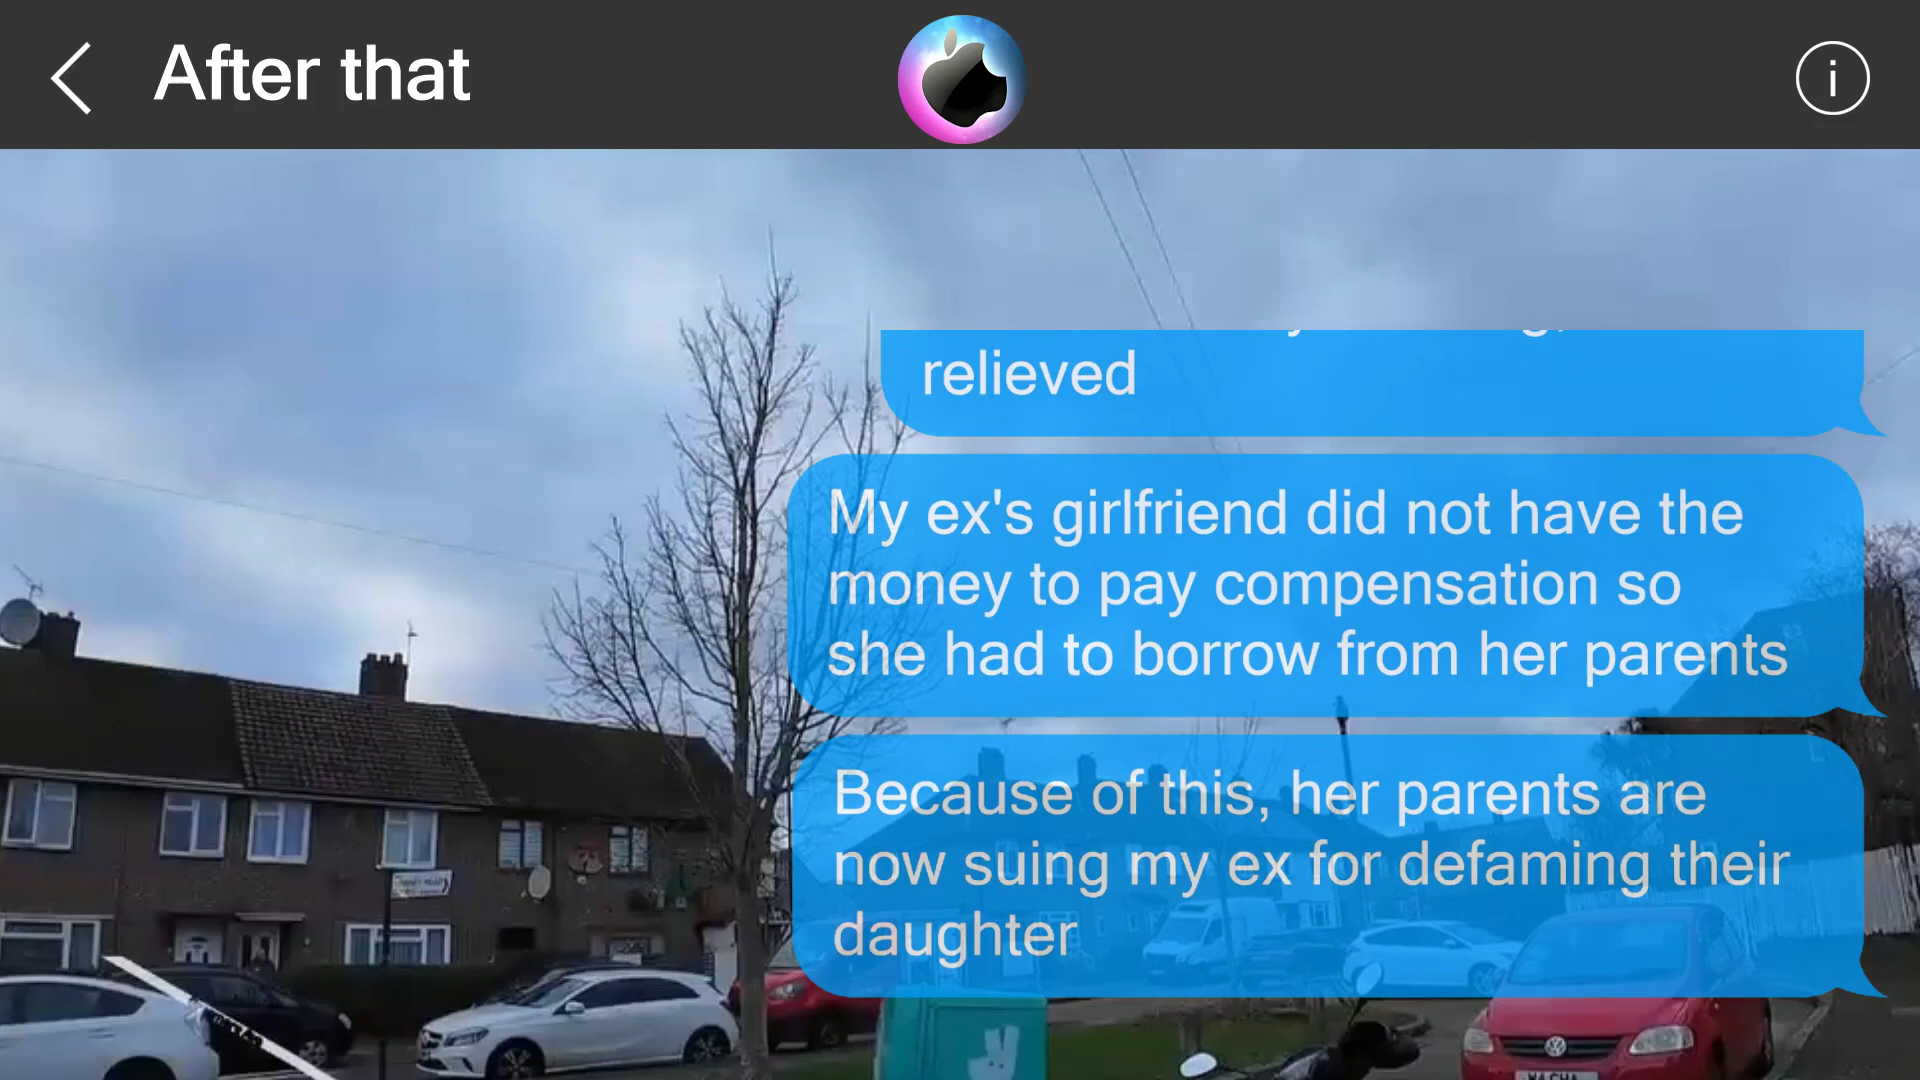 After that
relieved
My ex's girlfriend did not have the
money to pay compensation so
she had to borrow from her parents
Because of this, her parents are
now suing my ex for defaming their
daughter